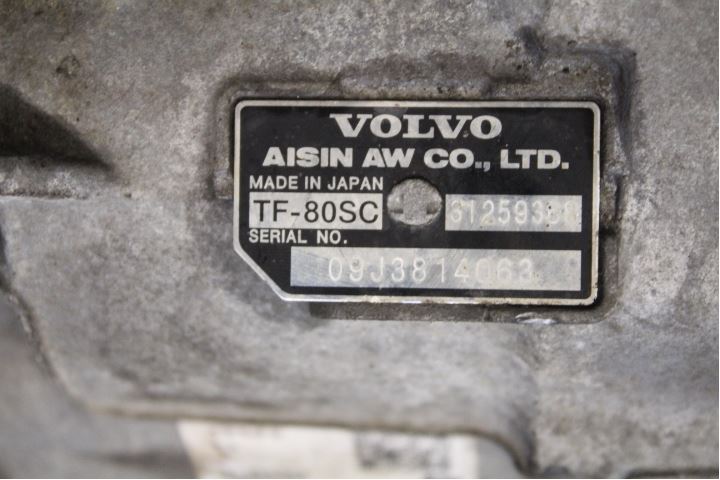 VOLVO
AISIN AW CO., LTD.
MADE IN JAPAN
TF-80SC
SERIAL NO.
09J3814063